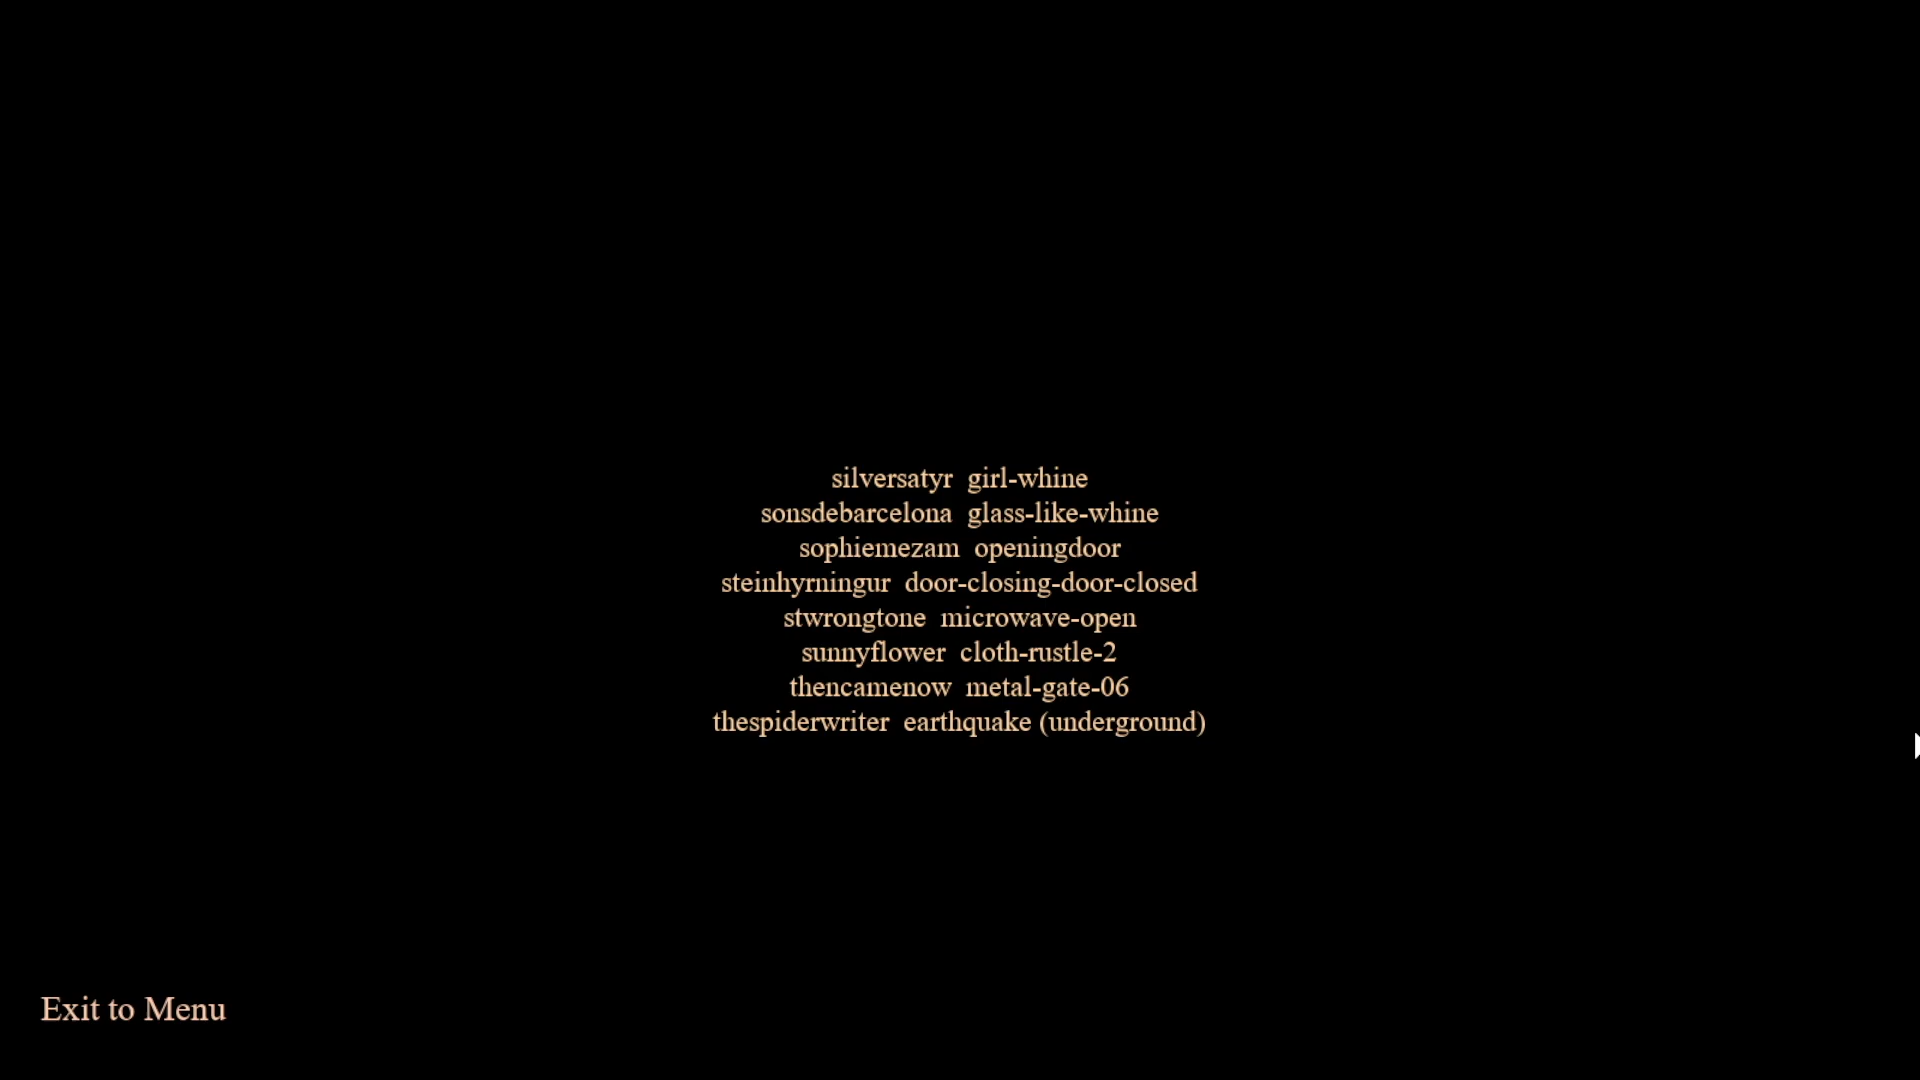 silversatyr  girl-whine
sonsdebarcelona  glass-like-whine
sophiemezam  openingdoor
steinhyrningur  door-closing-door-closed
stwrongtone  microwave-open
sunnyflower  cloth-rustle-2
thencamenow  metal-gate-06
thespiderwriter  earthquake (underground)
Exit to Menu